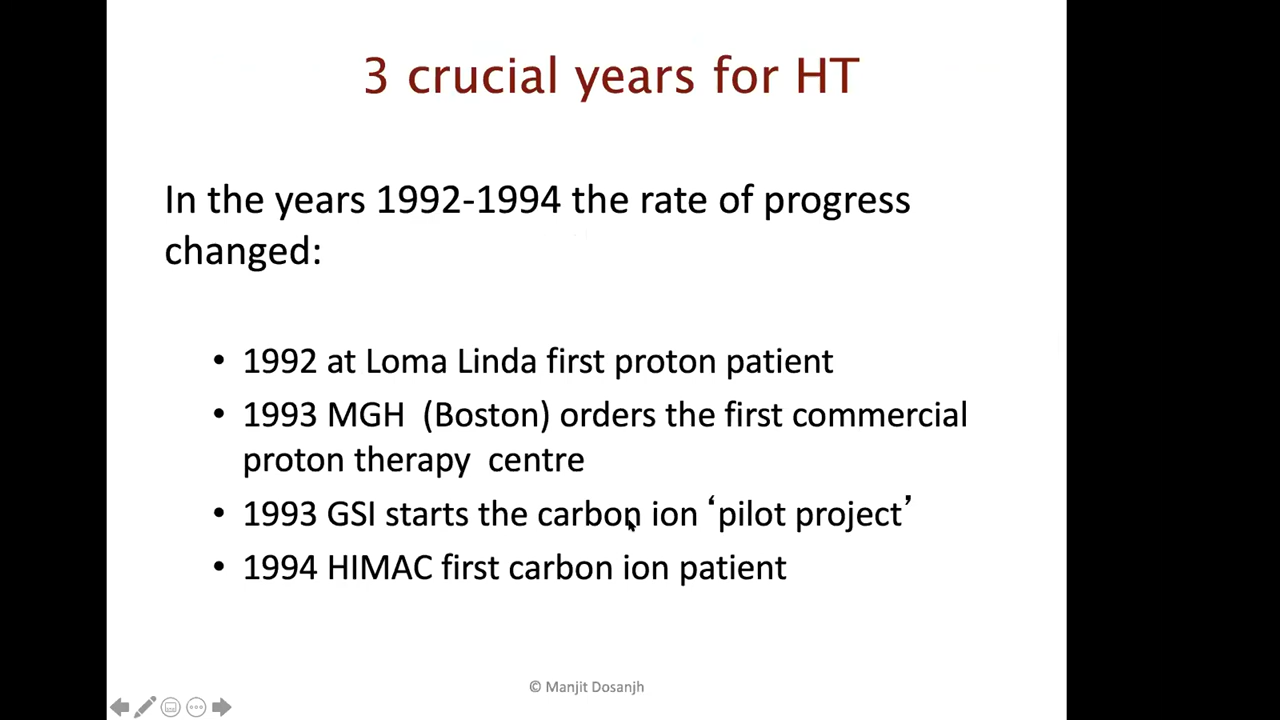 3 crucial years for HT
In the years 1992-1994 the rate of progress
changed:
• 1992 at Loma Linda first proton patient
• 1993 MGH (Boston) orders the first commercial
proton therapy centre
• 1993 GSI starts the carbon ion ‘pilot project’
• 1994 HIMAC first carbon ion patient
© Manjit Dosanjh